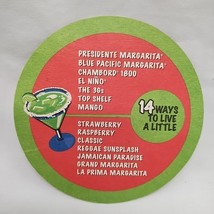 PRESIDENTE MARGARITA®
BLUE PACIFIC MARGARITA®
CHAMBORD® 1800
EL NIÑO®
THE 36s
TOP SHELF
MANGO
14 WAYS
TO LIVE
A LITTLE
STRAWBERRY
RASPBERRY
CLASSIC
REGGAE SUNSPLASH
JAMAICAN PARADISE
GRAND MARGARITA
LA PRIMA MARGARITA